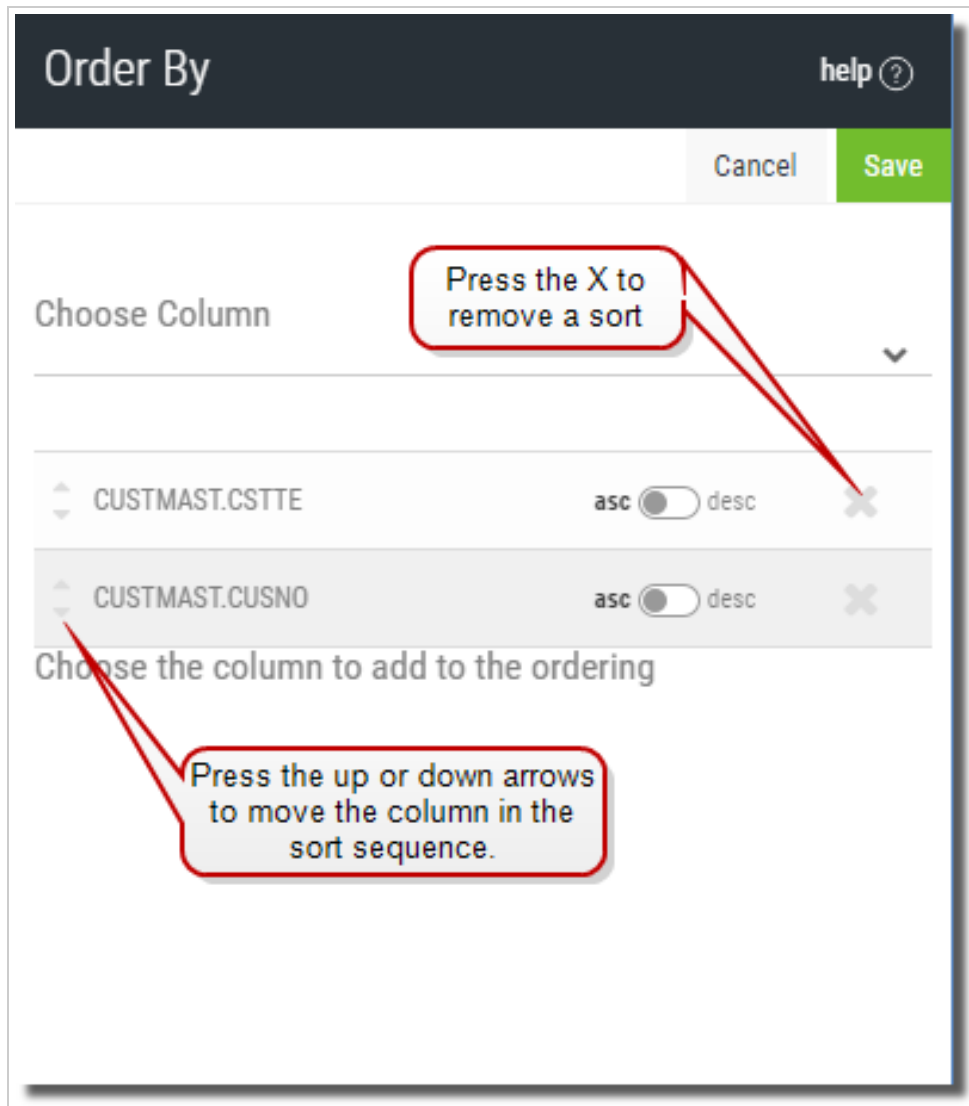 Order By
help ?
Cancel
Save
Press the X to
remove a sort
Choose Column
CUSTMAST.CSTTE
asc
desc
CUSTMAST.CUSNO
asc
desc
Choose the column to add to the ordering
Press the up or down arrows
to move the column in the
sort sequence.